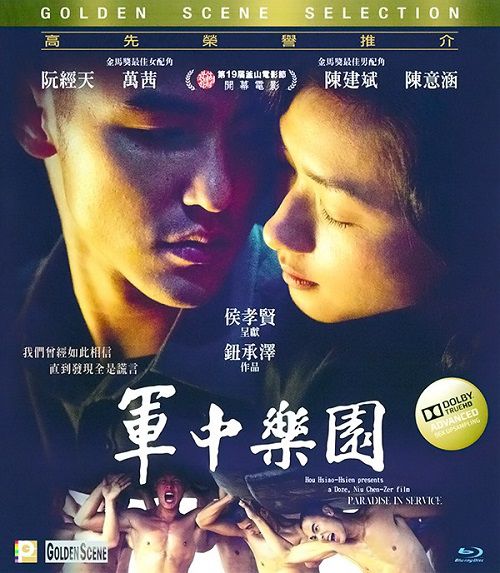 GOLDEN SCENE SELECTION
高先榮譽推介
金馬獎最佳女配角
金馬獎最佳男配角
阮經天
萬茜
第19屆釜山電影節
開幕電影
陳建斌
陳意涵
侯孝賢
呈獻
鈕承澤
作品
我們曾經如此相信
直到發現全是謊言
軍中樂園
Hou Hsiao-Hsien presents
a Doze, Niu Chen-Zer film
PARADISE IN SERVICE
DOLBY
TRUEHD
ADVANCED
96K UPSAMPLING
GOLDEN SCENE
Blu-ray Disc